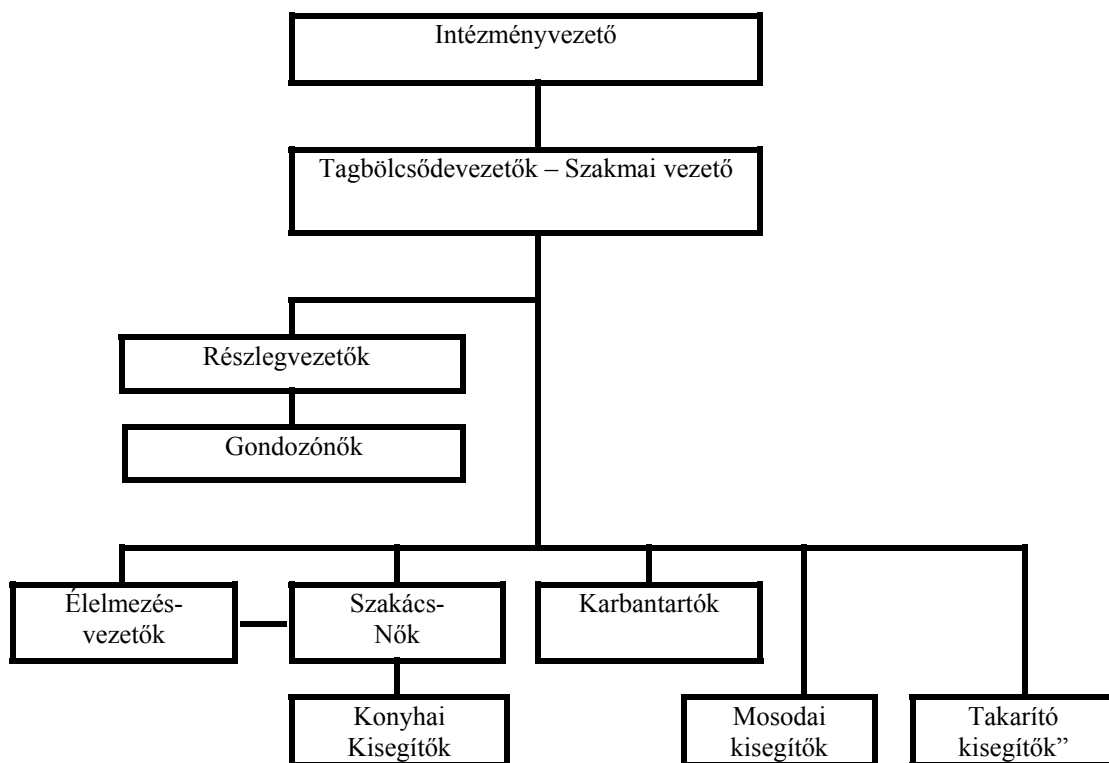 Intézményvezető
Tagbölcsődevezetők – Szakmai vezető
Részlegvezetők
Gondozónők
Élelmezés-
vezetők
Szakács-
Nők
Karbantartók
Konyhai
Kisegítők
Mosodai
kisegítők
Takarító
kisegítők”